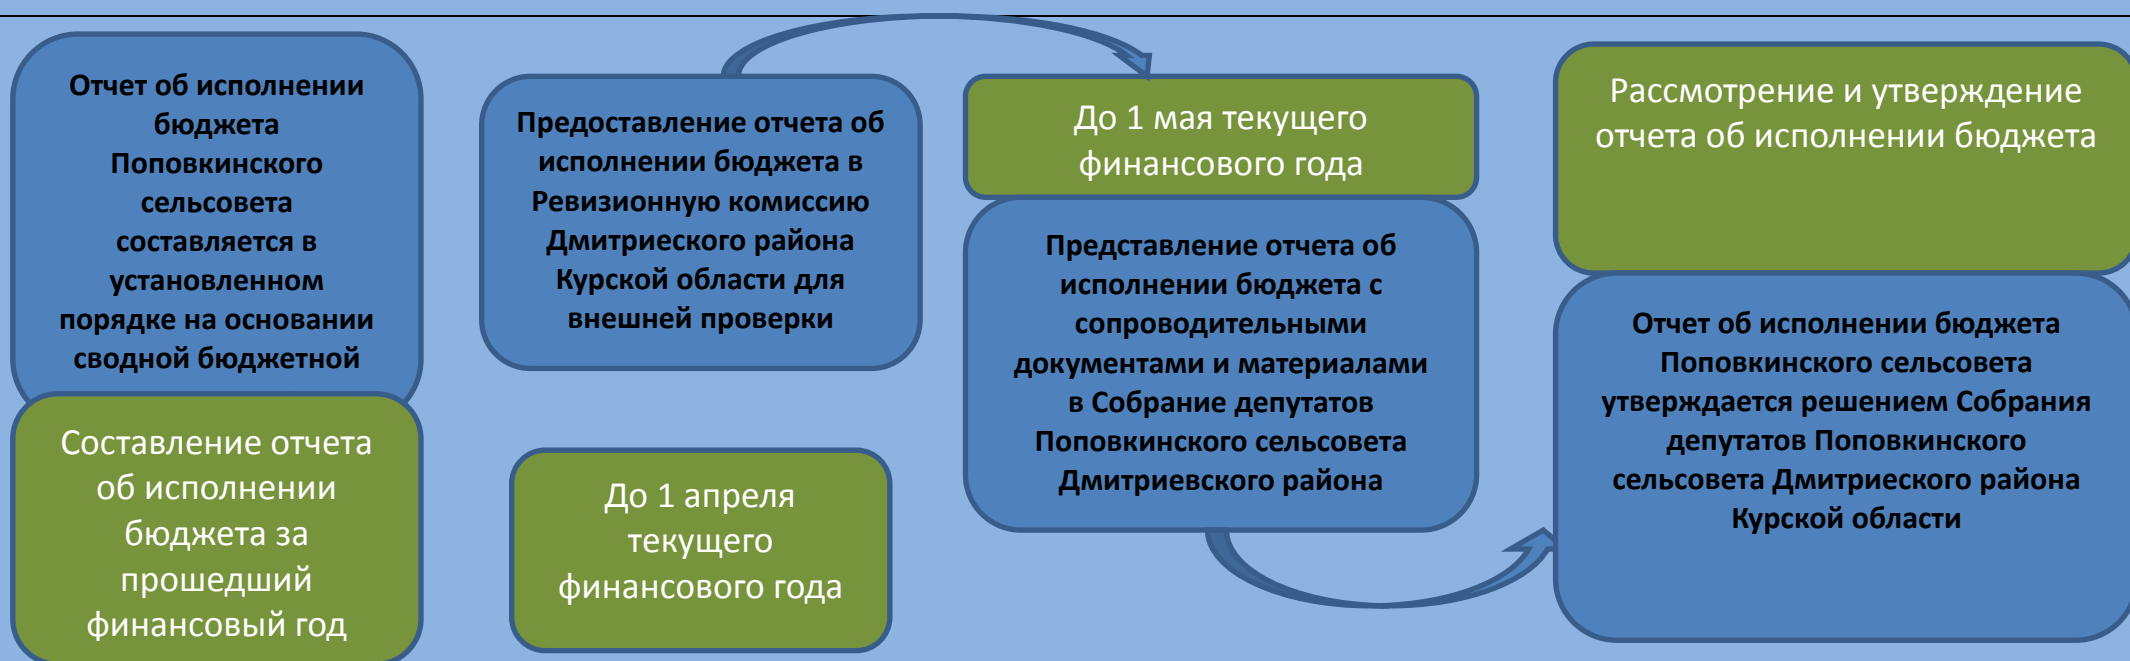 Отчет об исполнении
бюджета
Поповкинского
сельсовета
составляется в
установленном
порядке на основании
сводной бюджетной
Составление отчета
об исполнении
бюджета за
прошедший
финансовый год
Предоставление отчета об
исполнении бюджета в
Ревизионную комиссию
Дмитриеского района
Курской области для
внешней проверки
До 1 апреля
текущего
финансового года
До 1 мая текущего
финансового года
Представление отчета об
исполнении бюджета с
сопроводительными
документами и материалами
в Собрание депутатов
Поповкинского сельсовета
Дмитриевского района
Рассмотрение и утверждение
отчета об исполнении бюджета
Отчет об исполнении бюджета
Поповкинского сельсовета
утверждается решением Собрания
депутатов Поповкинского
сельсовета Дмитриеского района
Курской области